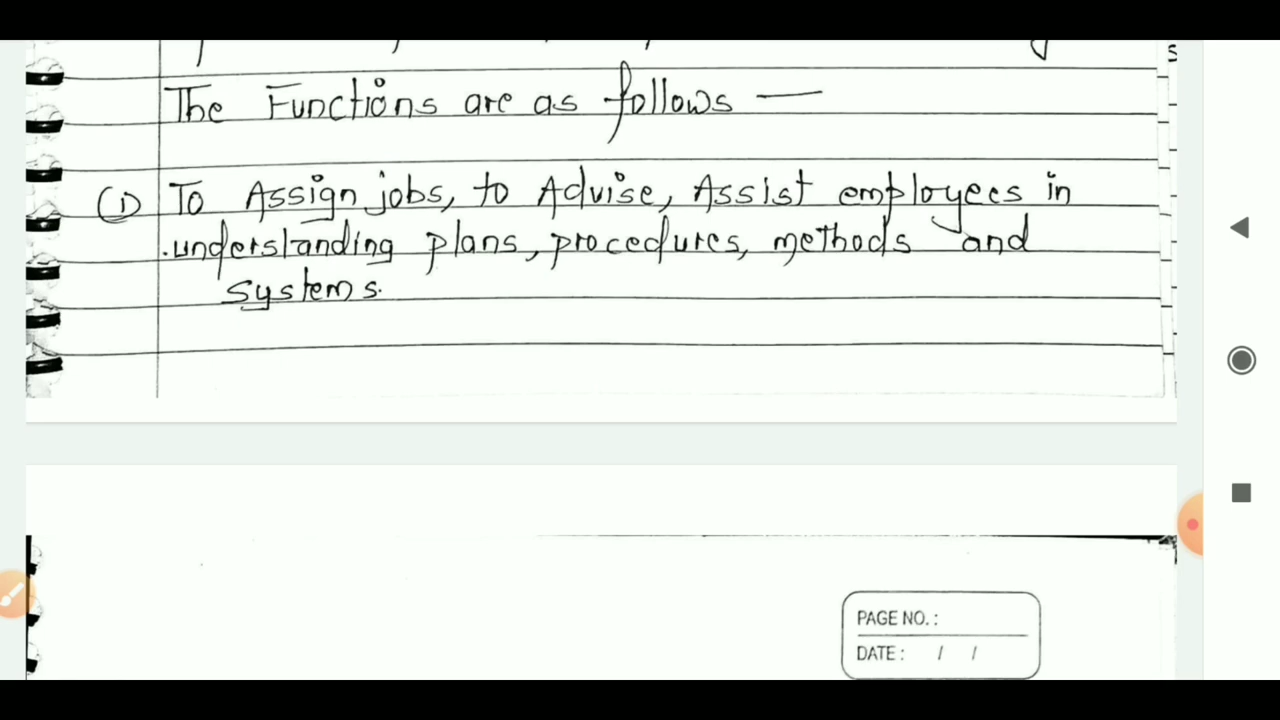 The Functions are as follows —
(1) To Assign jobs, to Advise, Assist employees in
understanding plans, procedures, methods and
systems.
PAGE NO. :
DATE : / /